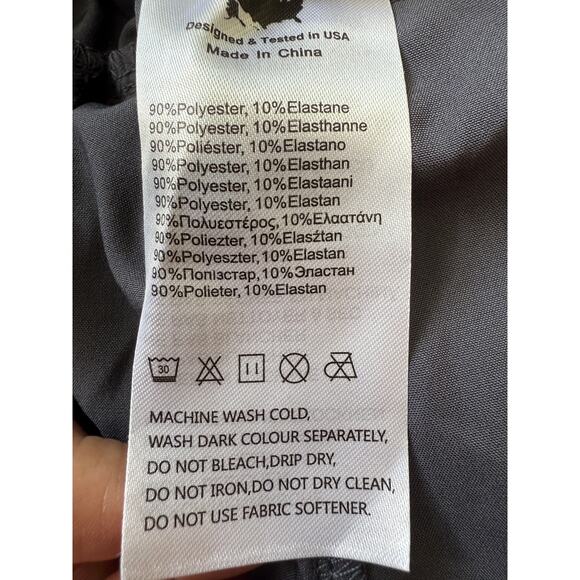 Designed & Tested in USA
Made In China
90%Polyester, 10%Elastane
90%Polyester, 10%Elasthanne
90%Poliéster, 10%Elastano
90%Polyester, 10%Elasthan
90%Polyester, 10%Elastaani
90%Polyester, 10%Elastan
90%Πολυεστέρος, 10%Ελαατάνη
90%Poliezter, 10%Elasztan
90%Polyeszter, 10%Elastan
90%Поліэстар, 10%Эластан
90%Polieter, 10%Elastan
30
MACHINE WASH COLD,
WASH DARK COLOUR SEPARATELY,
DO NOT BLEACH,DRIP DRY,
DO NOT IRON,DO NOT DRY CLEAN,
DO NOT USE FABRIC SOFTENER.